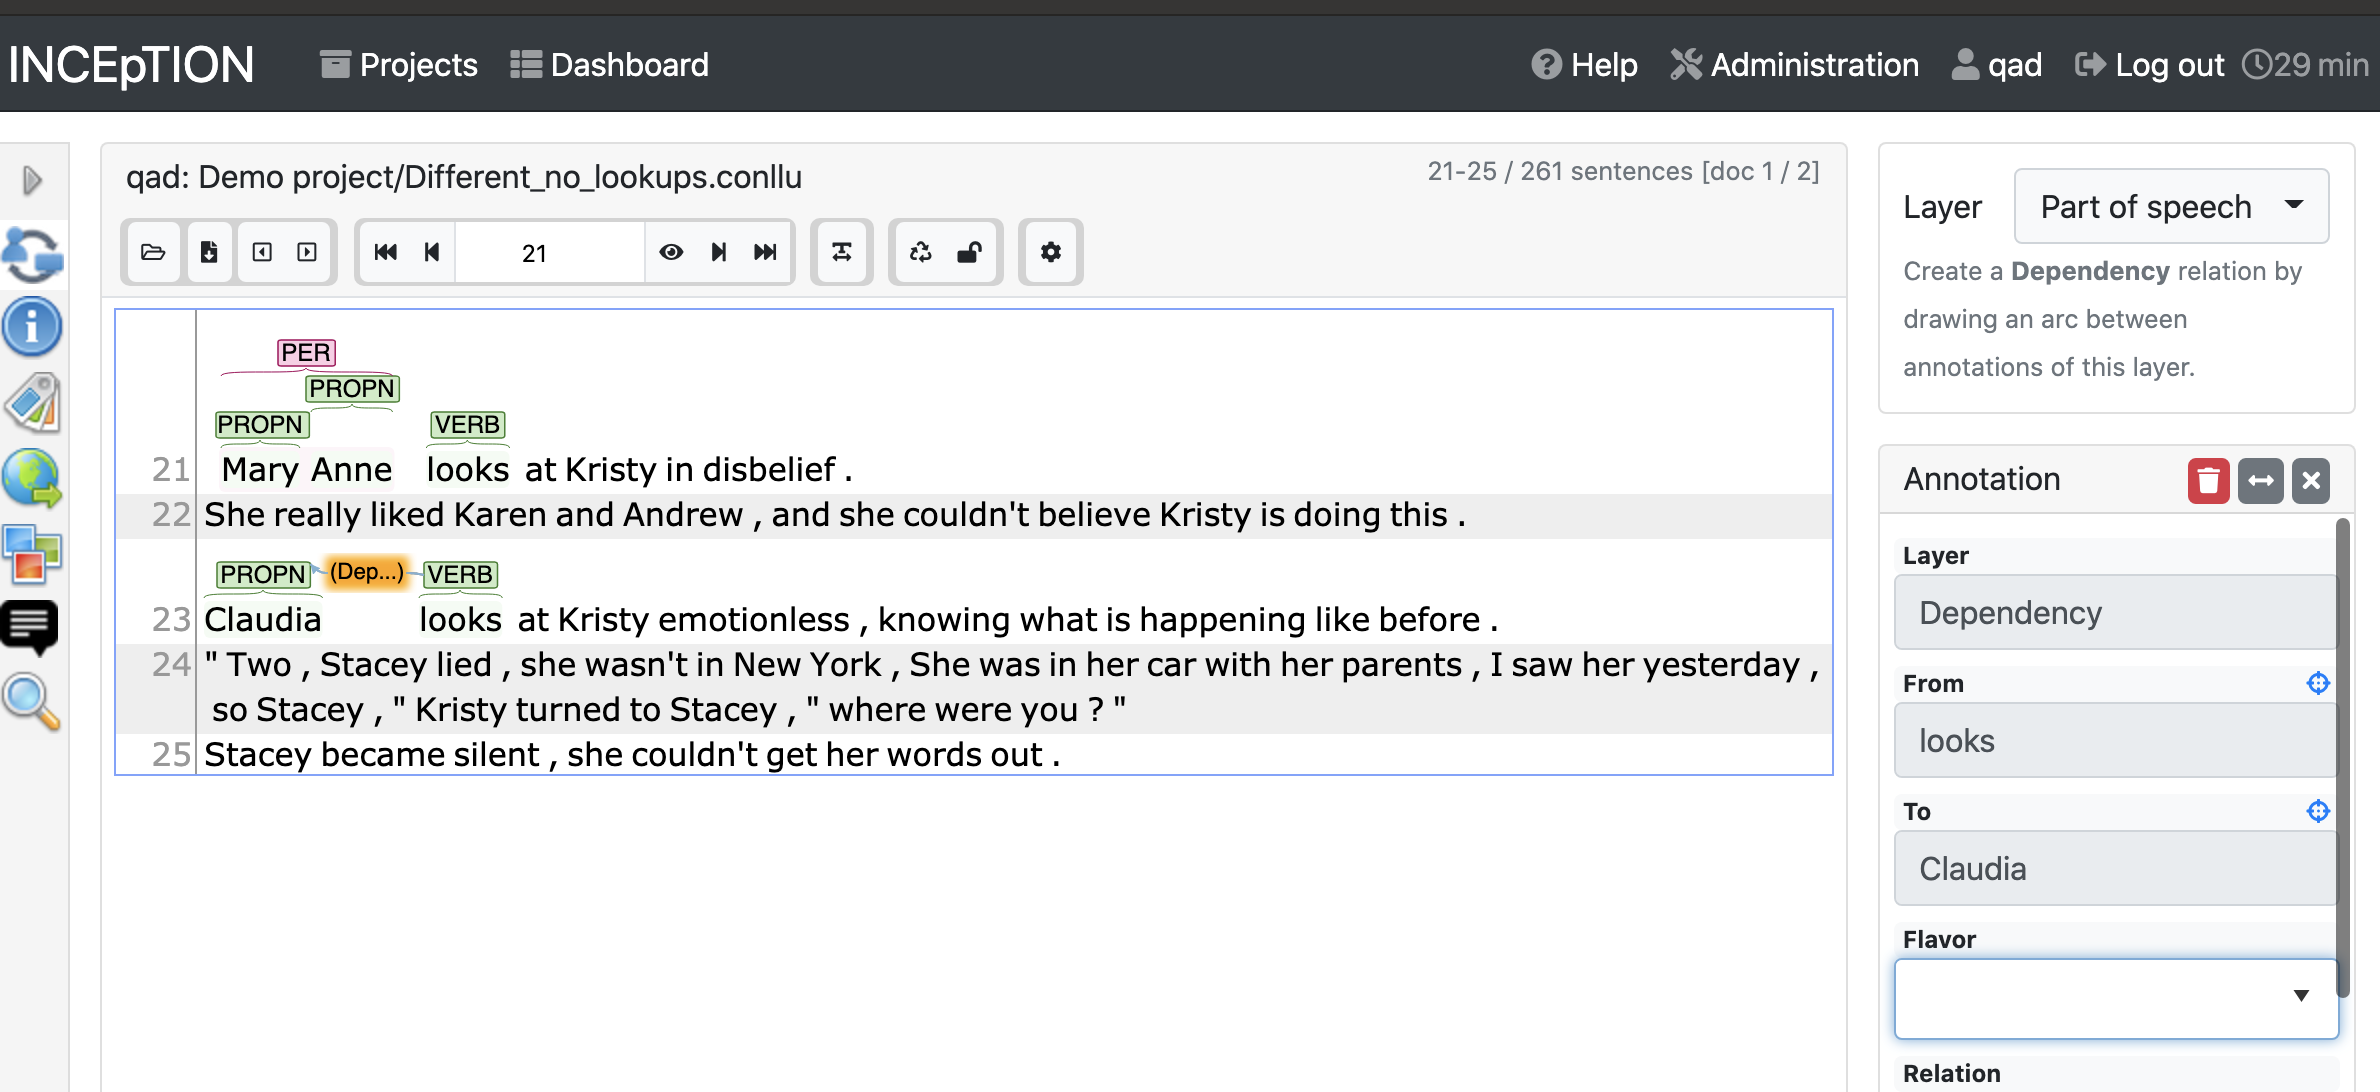 INCEpTION Projects Dashboard Help Administration qad Log out 29 min
qad: Demo project/Different_no_lookups.conllu
21-25 / 261 sentences [doc 1 / 2]
21
PER
PROPN
PROPN VERB
21 Mary Anne looks at Kristy in disbelief .
22 She really liked Karen and Andrew , and she couldn't believe Kristy is doing this .
PROPN (Dep...) VERB
23 Claudia looks at Kristy emotionless , knowing what is happening like before .
24 " Two , Stacey lied , she wasn't in New York , She was in her car with her parents , I saw her yesterday ,
so Stacey , " Kristy turned to Stacey , " where were you ? "
25 Stacey became silent , she couldn't get her words out .
Layer Part of speech
Create a Dependency relation by
drawing an arc between
annotations of this layer.
Annotation
Layer
Dependency
From
looks
To
Claudia
Flavor
Relation